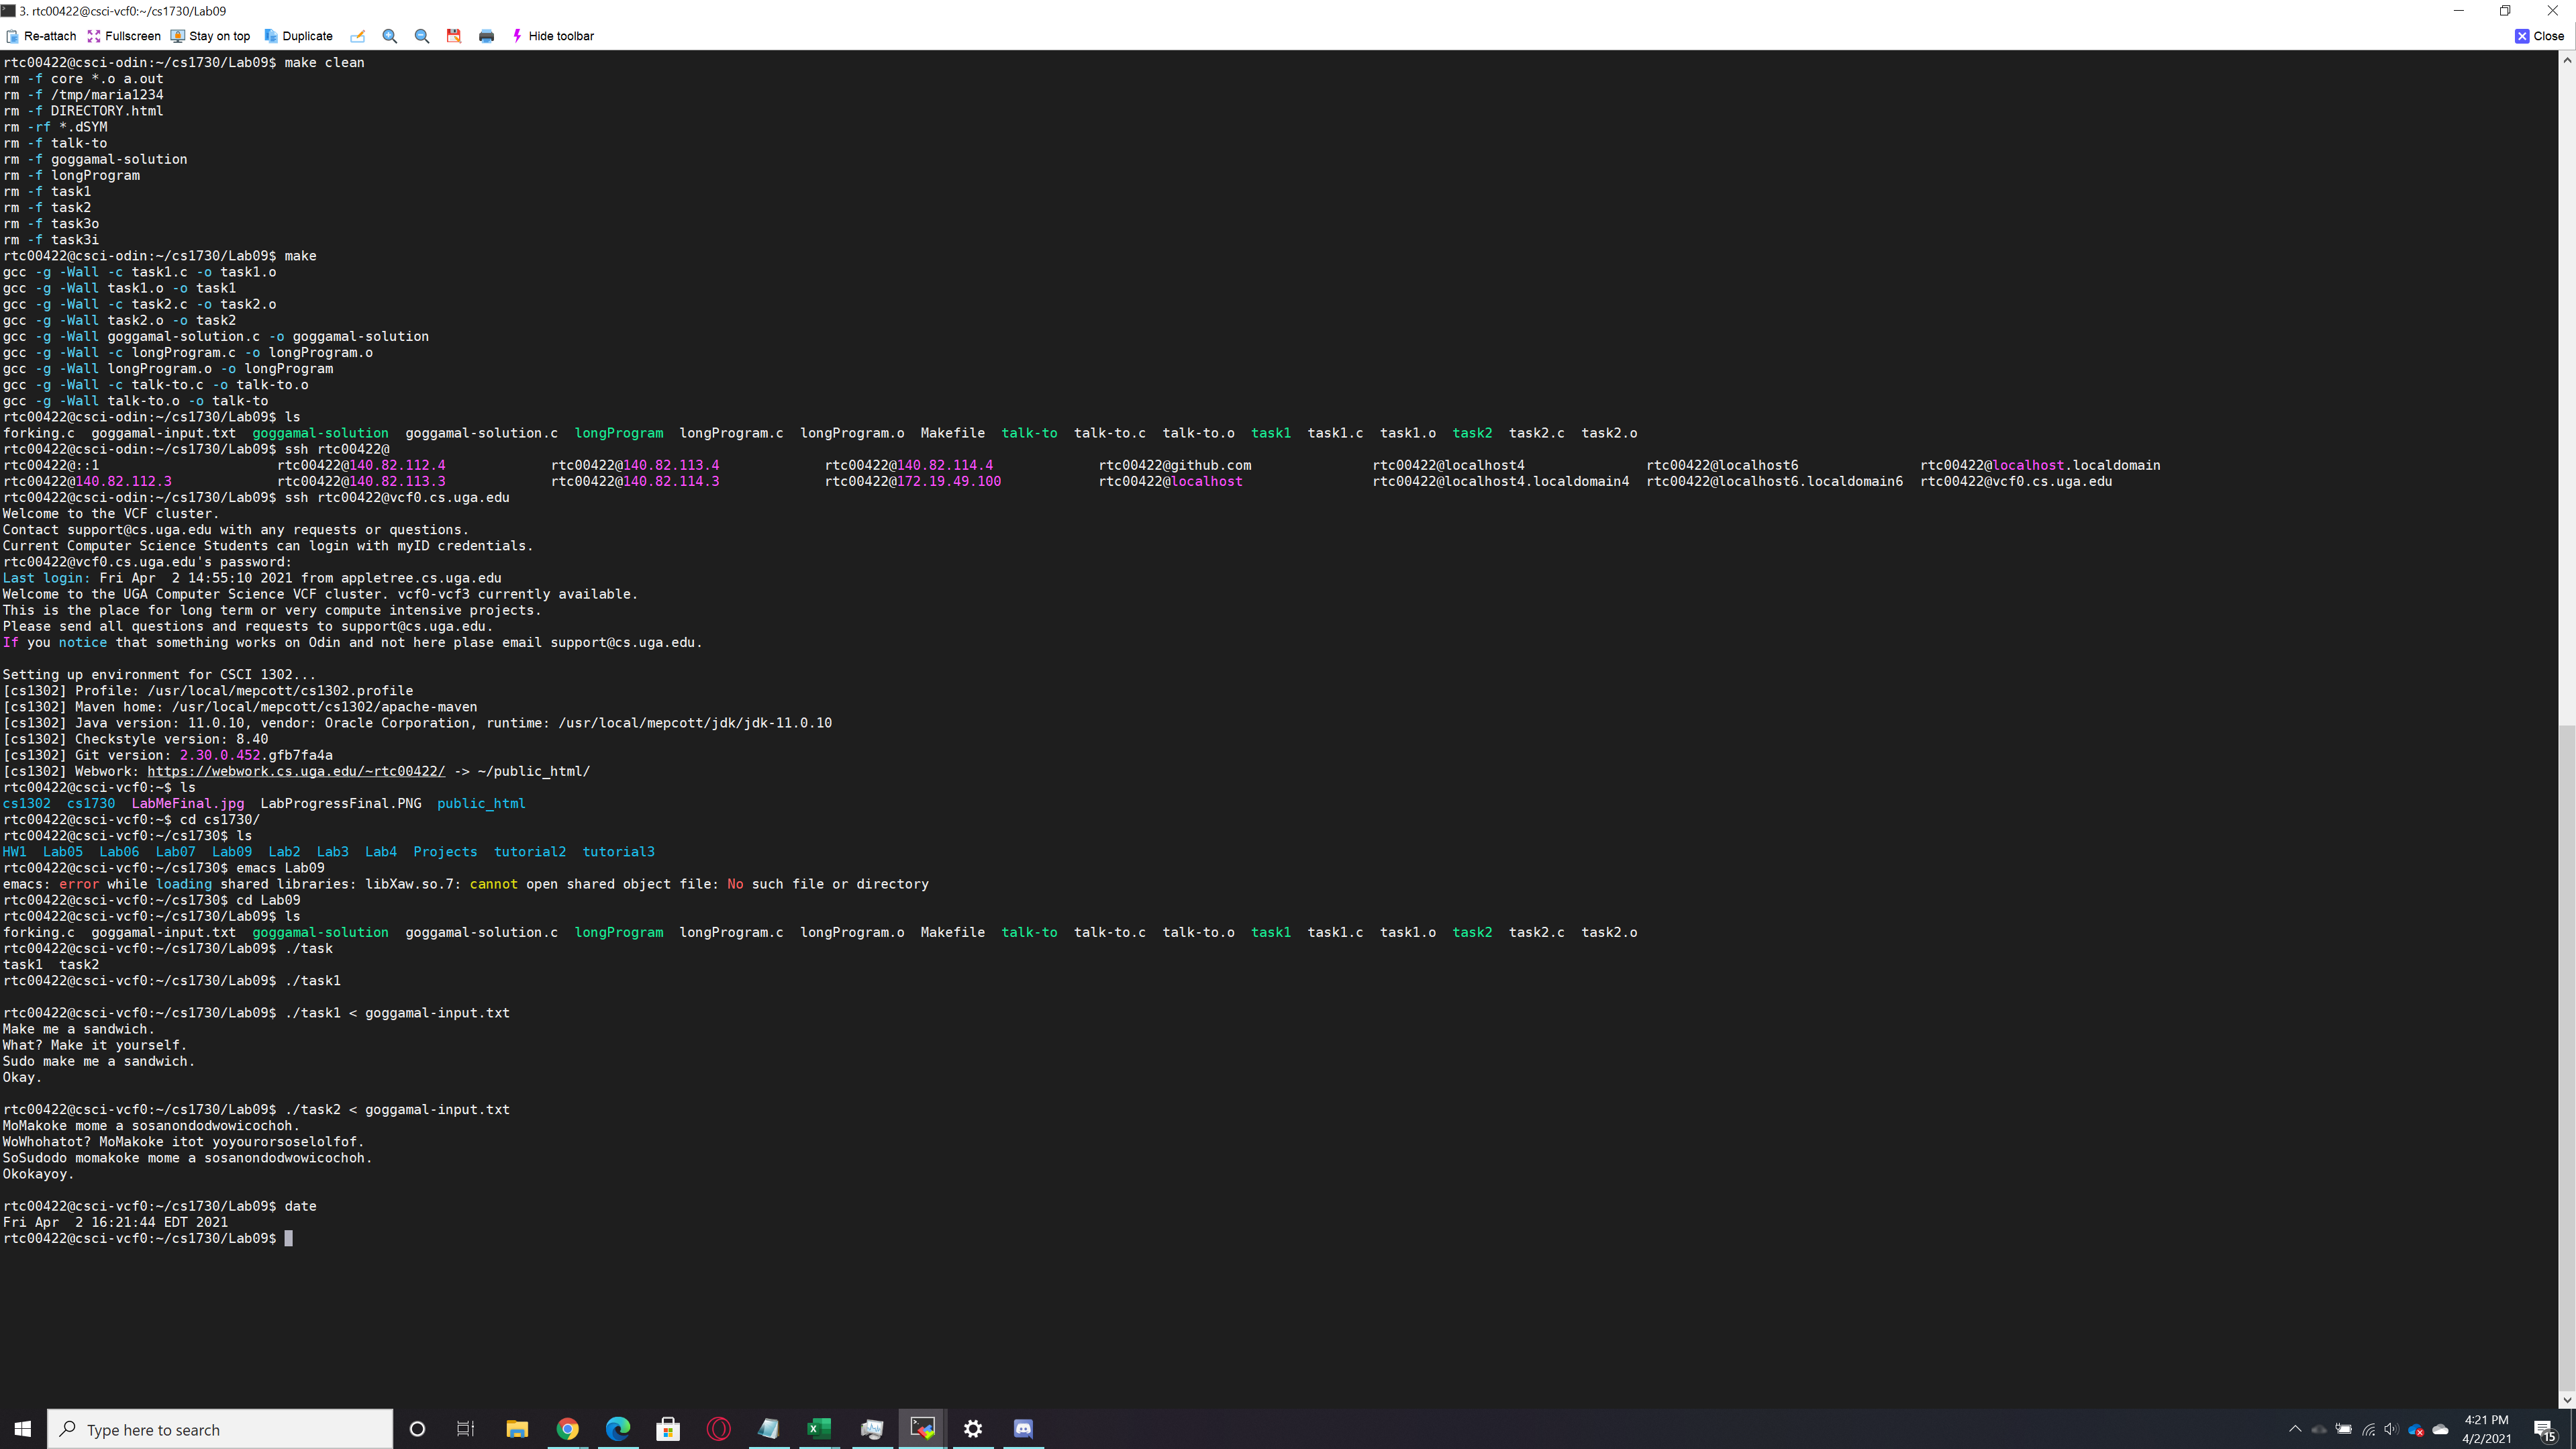 3. rtc00422@csci-vcf0:~/cs1730/Lab09
Re-attach Fullscreen Stay on top Duplicate Hide toolbar Close
rtc00422@csci-odin:~/cs1730/Lab09$ make clean
rm -f core *.o a.out
rm -f /tmp/maria1234
rm -f DIRECTORY.html
rm -rf *.dSYM
rm -f talk-to
rm -f goggamal-solution
rm -f longProgram
rm -f task1
rm -f task2
rm -f task3o
rm -f task3i
rtc00422@csci-odin:~/cs1730/Lab09$ make
gcc -g -Wall -c task1.c -o task1.o
gcc -g -Wall task1.o -o task1
gcc -g -Wall -c task2.c -o task2.o
gcc -g -Wall task2.o -o task2
gcc -g -Wall goggamal-solution.c -o goggamal-solution
gcc -g -Wall -c longProgram.c -o longProgram.o
gcc -g -Wall longProgram.o -o longProgram
gcc -g -Wall -c talk-to.c -o talk-to.o
gcc -g -Wall talk-to.o -o talk-to
rtc00422@csci-odin:~/cs1730/Lab09$ ls
forking.c goggamal-input.txt goggamal-solution goggamal-solution.c longProgram longProgram.c longProgram.o Makefile talk-to talk-to.c talk-to.o task1 task1.c task1.o task2 task2.c task2.o
rtc00422@csci-odin:~/cs1730/Lab09$ ssh rtc00422@
rtc00422@::1 rtc00422@140.82.112.4 rtc00422@140.82.113.4 rtc00422@140.82.114.4 rtc00422@github.com rtc00422@localhost4 rtc00422@localhost6 rtc00422@localhost.localdomain
rtc00422@140.82.112.3 rtc00422@140.82.113.3 rtc00422@140.82.114.3 rtc00422@172.19.49.100 rtc00422@localhost rtc00422@localhost4.localdomain4 rtc00422@localhost6.localdomain6 rtc00422@vcf0.cs.uga.edu
rtc00422@csci-odin:~/cs1730/Lab09$ ssh rtc00422@vcf0.cs.uga.edu
Welcome to the VCF cluster.
Contact support@cs.uga.edu with any requests or questions.
Current Computer Science Students can login with myID credentials.
rtc00422@vcf0.cs.uga.edu's password:
Last login: Fri Apr  2 14:55:10 2021 from appletree.cs.uga.edu
Welcome to the UGA Computer Science VCF cluster. vcf0-vcf3 currently available.
This is the place for long term or very compute intensive projects.
Please send all questions and requests to support@cs.uga.edu.
If you notice that something works on Odin and not here plase email support@cs.uga.edu.
Setting up environment for CSCI 1302...
[cs1302] Profile: /usr/local/mepcott/cs1302.profile
[cs1302] Maven home: /usr/local/mepcott/cs1302/apache-maven
[cs1302] Java version: 11.0.10, vendor: Oracle Corporation, runtime: /usr/local/mepcott/jdk/jdk-11.0.10
[cs1302] Checkstyle version: 8.40
[cs1302] Git version: 2.30.0.452.gfb7fa4a
[cs1302] Webwork: https://webwork.cs.uga.edu/~rtc00422/ -> ~/public_html/
rtc00422@csci-vcf0:~$ ls
cs1302 cs1730 LabMeFinal.jpg LabProgressFinal.PNG public_html
rtc00422@csci-vcf0:~$ cd cs1730/
rtc00422@csci-vcf0:~/cs1730$ ls
HW1 Lab05 Lab06 Lab07 Lab09 Lab2 Lab3 Lab4 Projects tutorial2 tutorial3
rtc00422@csci-vcf0:~/cs1730$ emacs Lab09
emacs: error while loading shared libraries: libXaw.so.7: cannot open shared object file: No such file or directory
rtc00422@csci-vcf0:~/cs1730$ cd Lab09
rtc00422@csci-vcf0:~/cs1730/Lab09$ ls
forking.c goggamal-input.txt goggamal-solution goggamal-solution.c longProgram longProgram.c longProgram.o Makefile talk-to talk-to.c talk-to.o task1 task1.c task1.o task2 task2.c task2.o
rtc00422@csci-vcf0:~/cs1730/Lab09$ ./task
task1 task2
rtc00422@csci-vcf0:~/cs1730/Lab09$ ./task1
rtc00422@csci-vcf0:~/cs1730/Lab09$ ./task1 < goggamal-input.txt
Make me a sandwich.
What? Make it yourself.
Sudo make me a sandwich.
Okay.
rtc00422@csci-vcf0:~/cs1730/Lab09$ ./task2 < goggamal-input.txt
MoMakoke mome a sosanondodwowicochoh.
WoWhohatot? MoMakoke itot yoyourorsoselolfof.
SoSudodo momakoke mome a sosanondodwowicochoh.
Okokayoy.
rtc00422@csci-vcf0:~/cs1730/Lab09$ date
Fri Apr  2 16:21:44 EDT 2021
rtc00422@csci-vcf0:~/cs1730/Lab09$
Type here to search
4:21 PM
4/2/2021
15